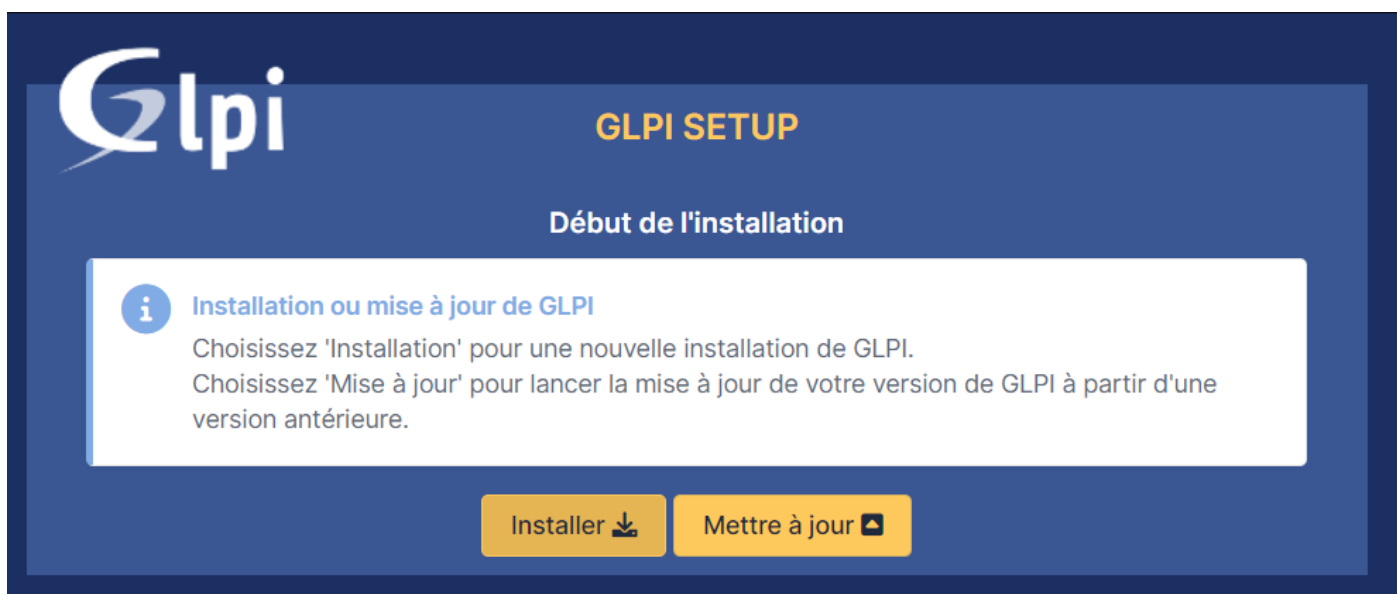 Glpi
GLPI SETUP
Début de l'installation
Installation ou mise à jour de GLPI
Choisissez 'Installation' pour une nouvelle installation de GLPI.
Choisissez 'Mise à jour' pour lancer la mise à jour de votre version de GLPI à partir d'une
version antérieure.
Installer
Mettre à jour